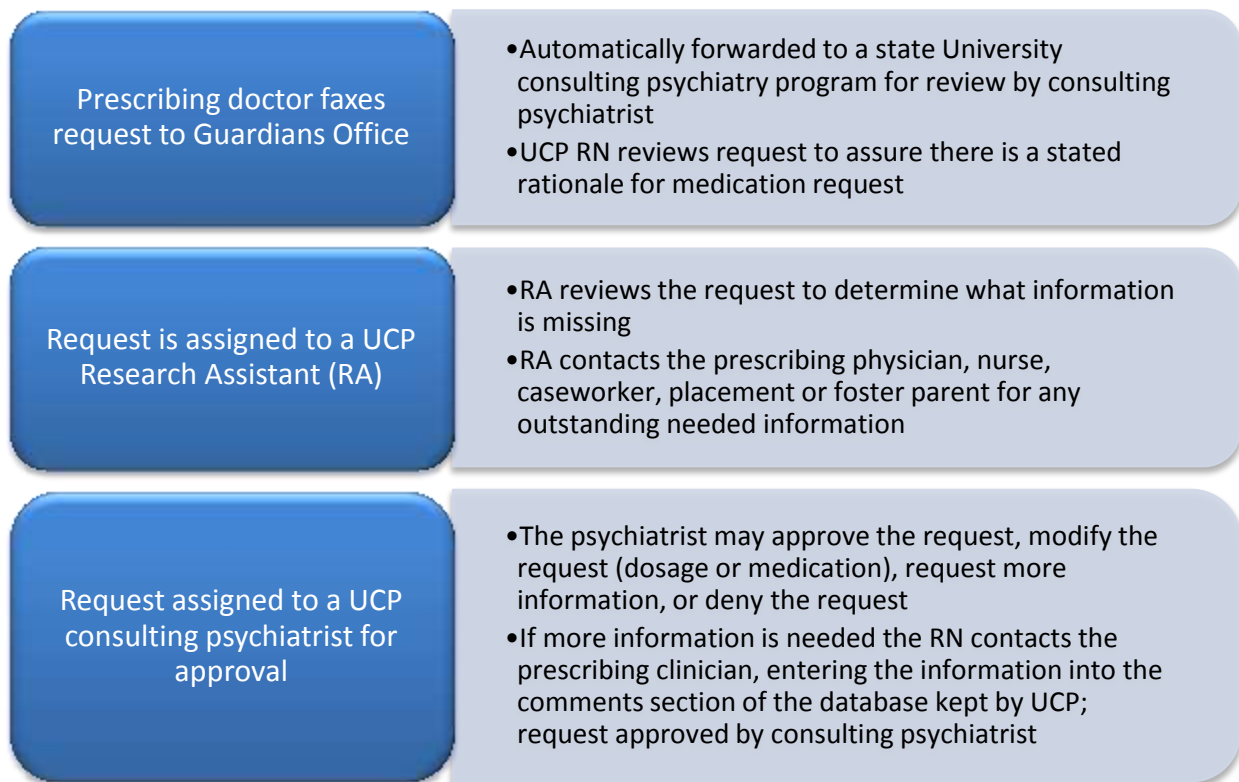 Prescribing doctor faxes
request to Guardians Office
•Automatically forwarded to a state University
consulting psychiatry program for review by consulting
psychiatrist
•UCP RN reviews request to assure there is a stated
rationale for medication request
Request is assigned to a UCP
Research Assistant (RA)
•RA reviews the request to determine what information
is missing
•RA contacts the prescribing physician, nurse,
caseworker, placement or foster parent for any
outstanding needed information
Request assigned to a UCP
consulting psychiatrist for
approval
•The psychiatrist may approve the request, modify the
request (dosage or medication), request more
information, or deny the request
•If more information is needed the RN contacts the
prescribing clinician, entering the information into the
comments section of the database kept by UCP;
request approved by consulting psychiatrist